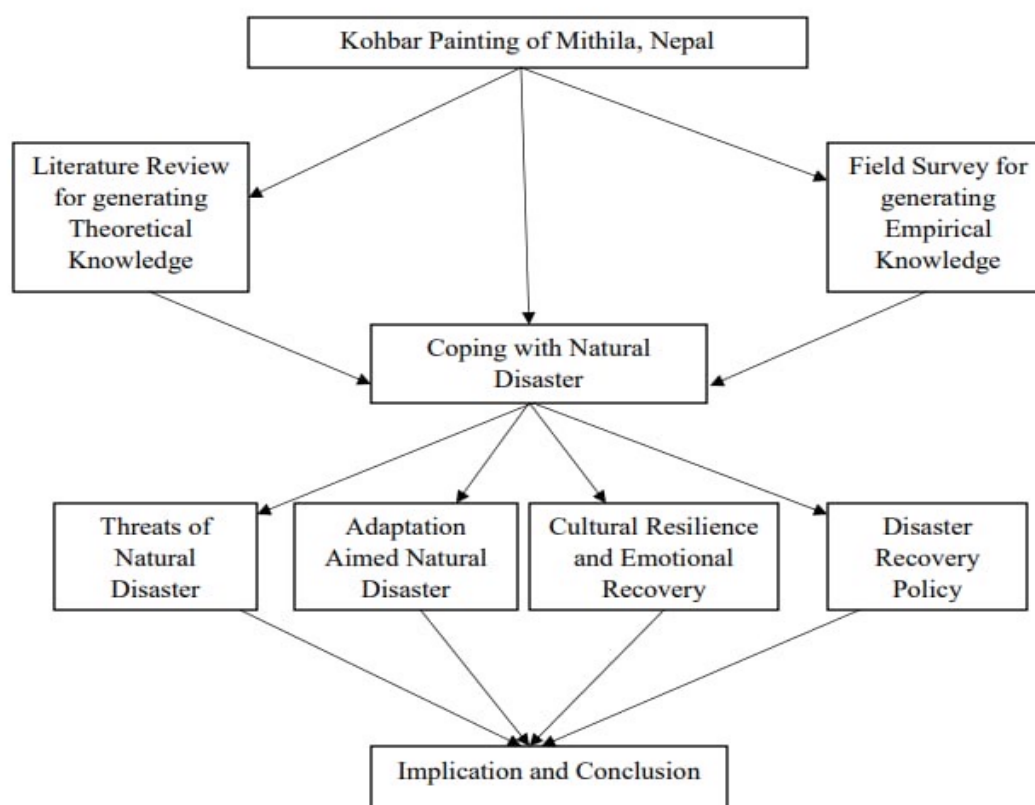 Kohbar Painting of Mithila, Nepal
Literature Review
for generating
Theoretical
Knowledge
Field Survey for
generating
Empirical
Knowledge
Coping with Natural
Disaster
Threats of
Natural
Disaster
Adaptation
Aimed Natural
Disaster
Cultural Resilience
and Emotional
Recovery
Disaster
Recovery
Policy
Implication and Conclusion